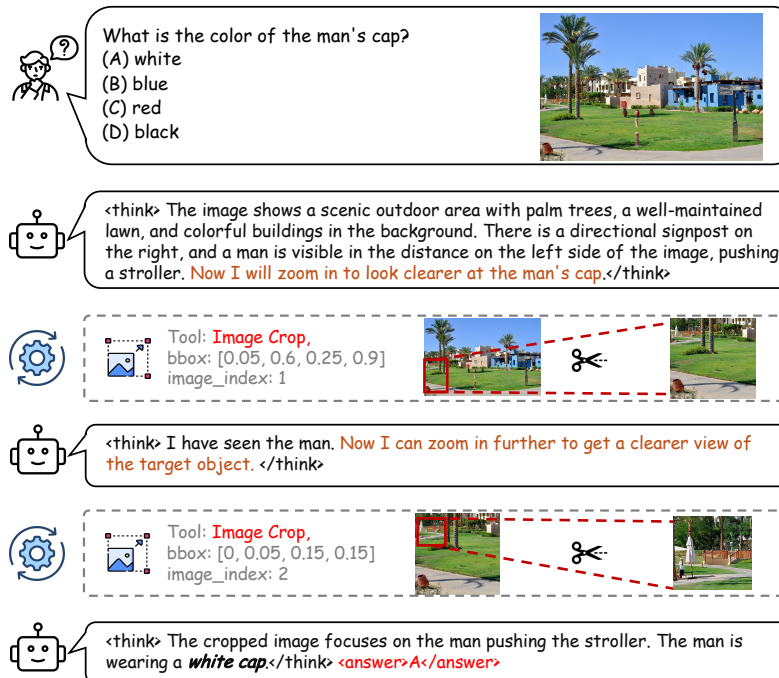 What is the color of the man's cap?
(A) white
(B) blue
(C) red
(D) black
<think> The image shows a scenic outdoor area with palm trees, a well-maintained
lawn, and colorful buildings in the background. There is a directional signpost on
the right, and a man is visible in the distance on the left side of the image, pushing
a stroller. Now I will zoom in to look clearer at the man's cap.</think>
Tool: Image Crop,
bbox: [0.05, 0.6, 0.25, 0.9]
image_index: 1
<think> I have seen the man. Now I can zoom in further to get a clearer view of
the target object. </think>
Tool: Image Crop,
bbox: [0, 0.05, 0.15, 0.15]
image_index: 2
<think> The cropped image focuses on the man pushing the stroller. The man is
wearing a white cap.</think> <answer>A</answer>